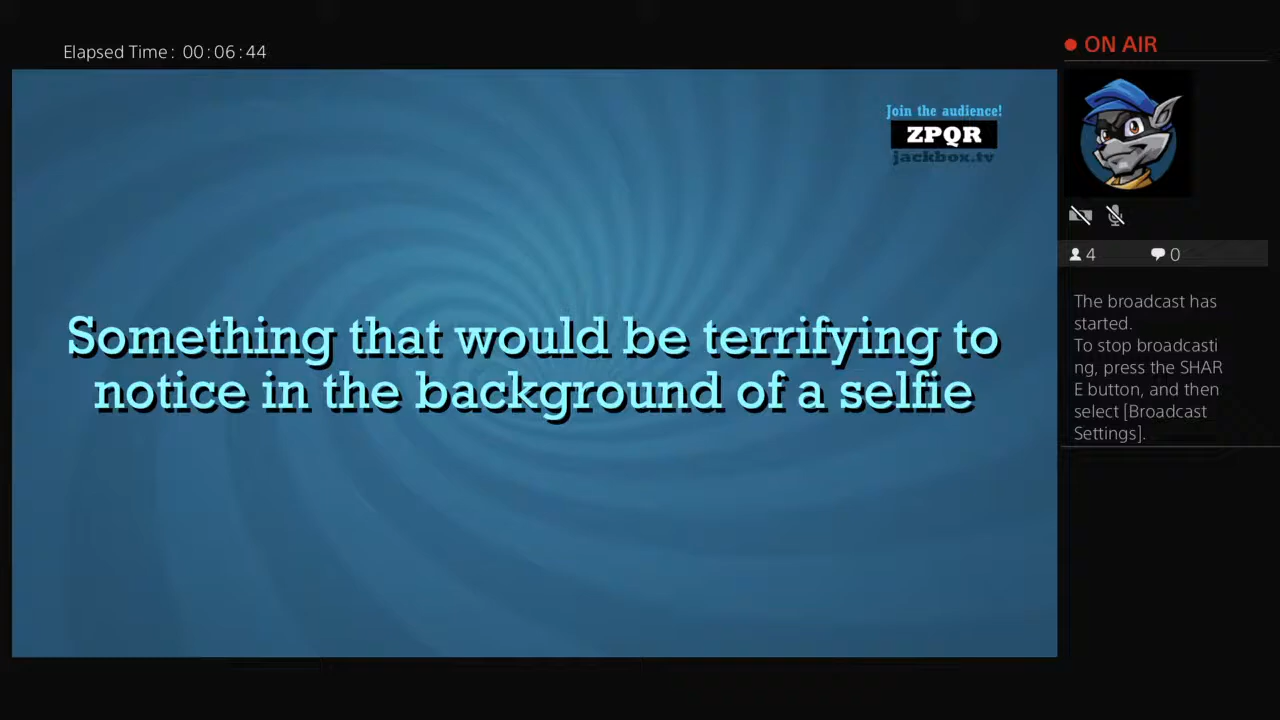 Elapsed Time: 00:06:44
ON AIR
Join the audience!
ZPQR
jackbox.tv
4
0
Something that would be terrifying to
notice in the background of a selfie
The broadcast has
started.
To stop broadcasti
ng, press the SHAR
E button, and then
select [Broadcast
Settings].